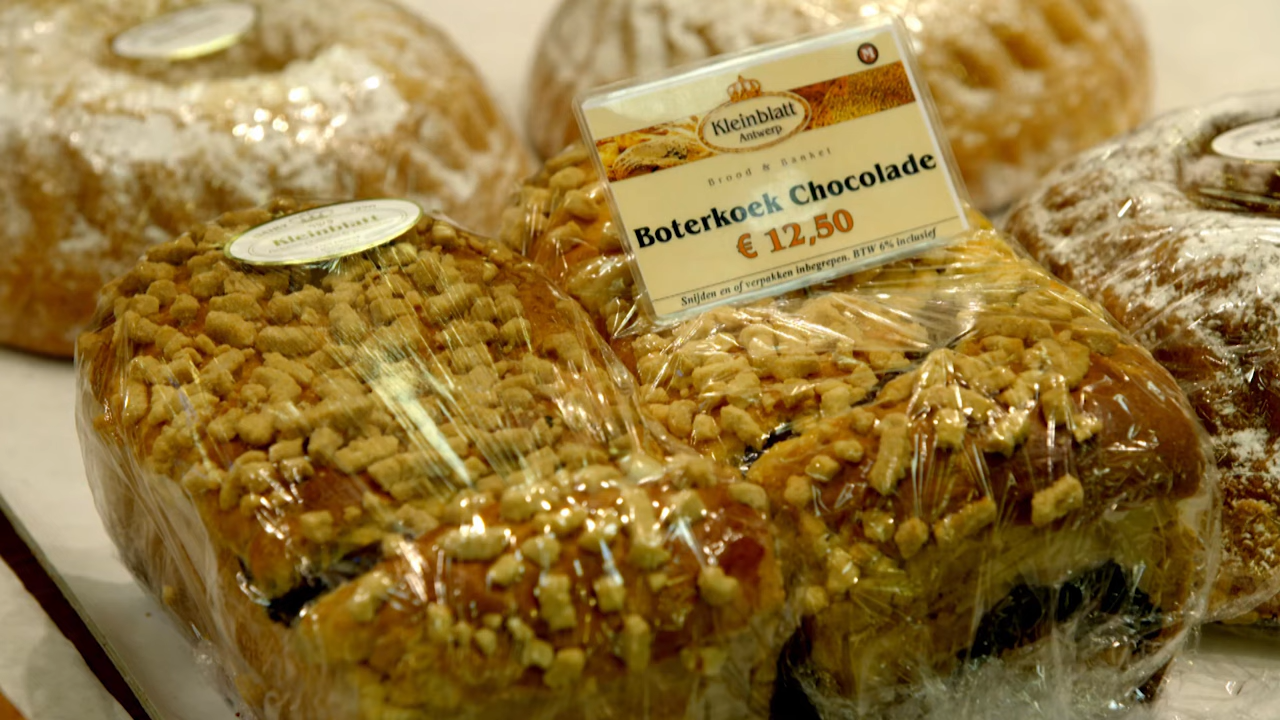 Kleinblatt
Antwerp
Brood & Banket
Boterkoek Chocolade
€ 12,50
Snijden en of verpakken inbegrepen. BTW 6% inclusief
Kleinblatt